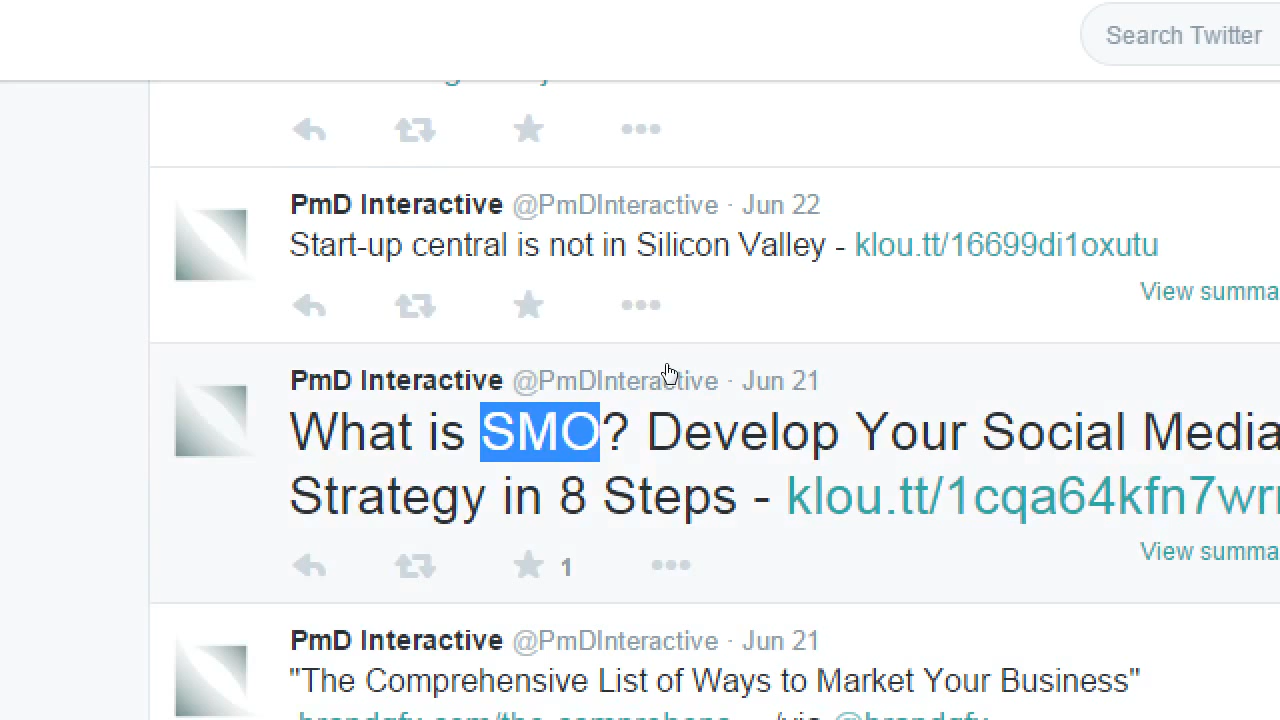 Search Twitter
PmD Interactive @PmDInteractive · Jun 22
Start-up central is not in Silicon Valley - klou.tt/16699di1oxutu
View summa
PmD Interactive @PmDInteractive · Jun 21
What is SMO? Develop Your Social Media
Strategy in 8 Steps - klou.tt/1cqa64kfn7wr
1
View summa
PmD Interactive @PmDInteractive · Jun 21
"The Comprehensive List of Ways to Market Your Business"